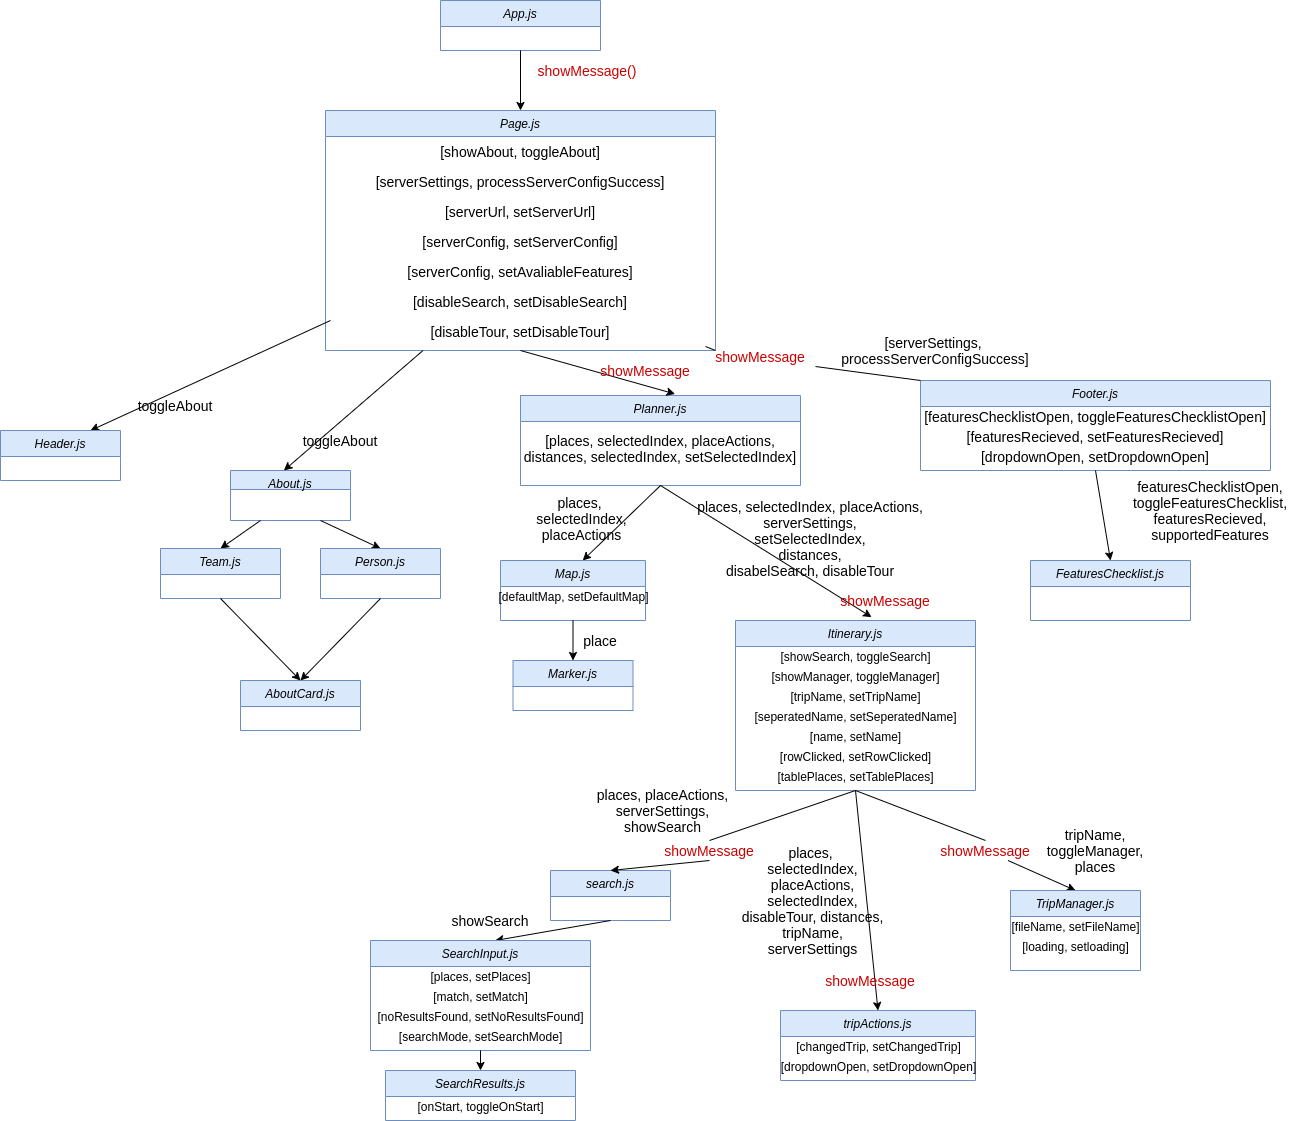 App.js
showMessage()
Page.js
[showAbout, toggleAbout]
[serverSettings, processServerConfigSuccess]
[serverUrl, setServerUrl]
[serverConfig, setServerConfig]
[serverConfig, setAvaliableFeatures]
[disableSearch, setDisableSearch]
[disableTour, setDisableTour]
toggleAbout
Header.js
toggleAbout
About.js
Team.js
Person.js
AboutCard.js
showMessage
Planner.js
[places, selectedIndex, placeActions,
distances, selectedIndex, setSelectedIndex]
showMessage
[serverSettings,
processServerConfigSuccess]
Footer.js
[featuresChecklistOpen, toggleFeaturesChecklistOpen]
[featuresRecieved, setFeaturesRecieved]
[dropdownOpen, setDropdownOpen]
featuresChecklistOpen,
toggleFeaturesChecklist,
featuresRecieved,
supportedFeatures
FeaturesChecklist.js
places,
selectedIndex,
placeActions
Map.js
[defaultMap, setDefaultMap]
place
Marker.js
places, selectedIndex, placeActions,
serverSettings,
setSelectedIndex,
distances,
disabelSearch, disableTour
showMessage
Itinerary.js
[showSearch, toggleSearch]
[showManager, toggleManager]
[tripName, setTripName]
[seperatedName, setSeperatedName]
[name, setName]
[rowClicked, setRowClicked]
[tablePlaces, setTablePlaces]
places, placeActions,
serverSettings,
showSearch
showMessage
search.js
showSearch
SearchInput.js
[places, setPlaces]
[match, setMatch]
[noResultsFound, setNoResultsFound]
[searchMode, setSearchMode]
SearchResults.js
[onStart, toggleOnStart]
places,
selectedIndex,
placeActions,
selectedIndex,
disableTour, distances,
tripName,
serverSettings
showMessage
tripActions.js
[changedTrip, setChangedTrip]
[dropdownOpen, setDropdownOpen]
showMessage
tripName,
toggleManager,
places
TripManager.js
[fileName, setFileName]
[loading, setloading]